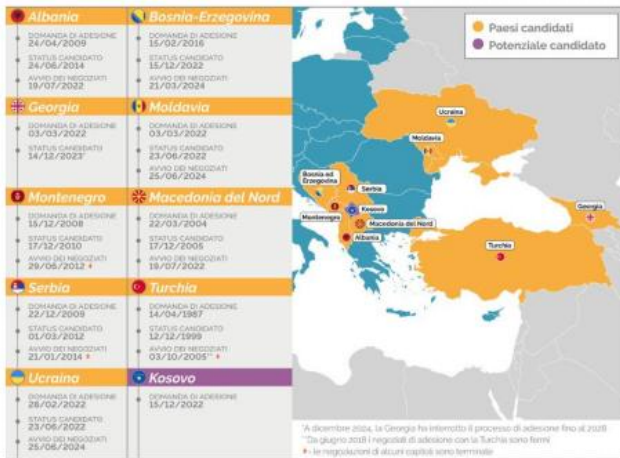 Albania
DOMANDA DI ADESIONE
24/04/2009
STATUS CANDIDATO
24/06/2014
AVVIO DEI NEGOZIATI
19/07/2022
Bosnia-Erzegovina
DOMANDA DI ADESIONE
15/02/2016
STATUS CANDIDATO
15/12/2022
AVVIO DEI NEGOZIATI
21/03/2024
Georgia
DOMANDA DI ADESIONE
03/03/2022
STATUS CANDIDATO
14/12/2023*
Moldavia
DOMANDA DI ADESIONE
03/03/2022
STATUS CANDIDATO
23/06/2022
AVVIO DEI NEGOZIATI
25/06/2024
Montenegro
DOMANDA DI ADESIONE
15/12/2008
STATUS CANDIDATO
17/12/2010
AVVIO DEI NEGOZIATI
29/06/2012
Macedonia del Nord
DOMANDA DI ADESIONE
22/03/2004
STATUS CANDIDATO
17/12/2005
AVVIO DEI NEGOZIATI
19/07/2022
Serbia
DOMANDA DI ADESIONE
22/12/2009
STATUS CANDIDATO
01/03/2012
AVVIO DEI NEGOZIATI
21/01/2014
Turchia
DOMANDA DI ADESIONE
14/04/1987
STATUS CANDIDATO
12/12/1999
AVVIO DEI NEGOZIATI
03/10/2005**
Ucraina
DOMANDA DI ADESIONE
28/02/2022
STATUS CANDIDATO
23/06/2022
AVVIO DEI NEGOZIATI
25/06/2024
Kosovo
DOMANDA DI ADESIONE
15/12/2022
Paesi candidati
Potenziale candidato
Ucraina
Moldavia
Bosnia ed
Erzegovina
Serbia
Kosovo
Montenegro
Macedonia del Nord
Albania
Georgia
Turchia
*A dicembre 2024, la Georgia ha interrotto il processo di adesione fino al 2028
**Da giugno 2018 i negoziati di adesione con la Turchia sono fermi
- le negoziazioni di alcuni capitoli sono terminate